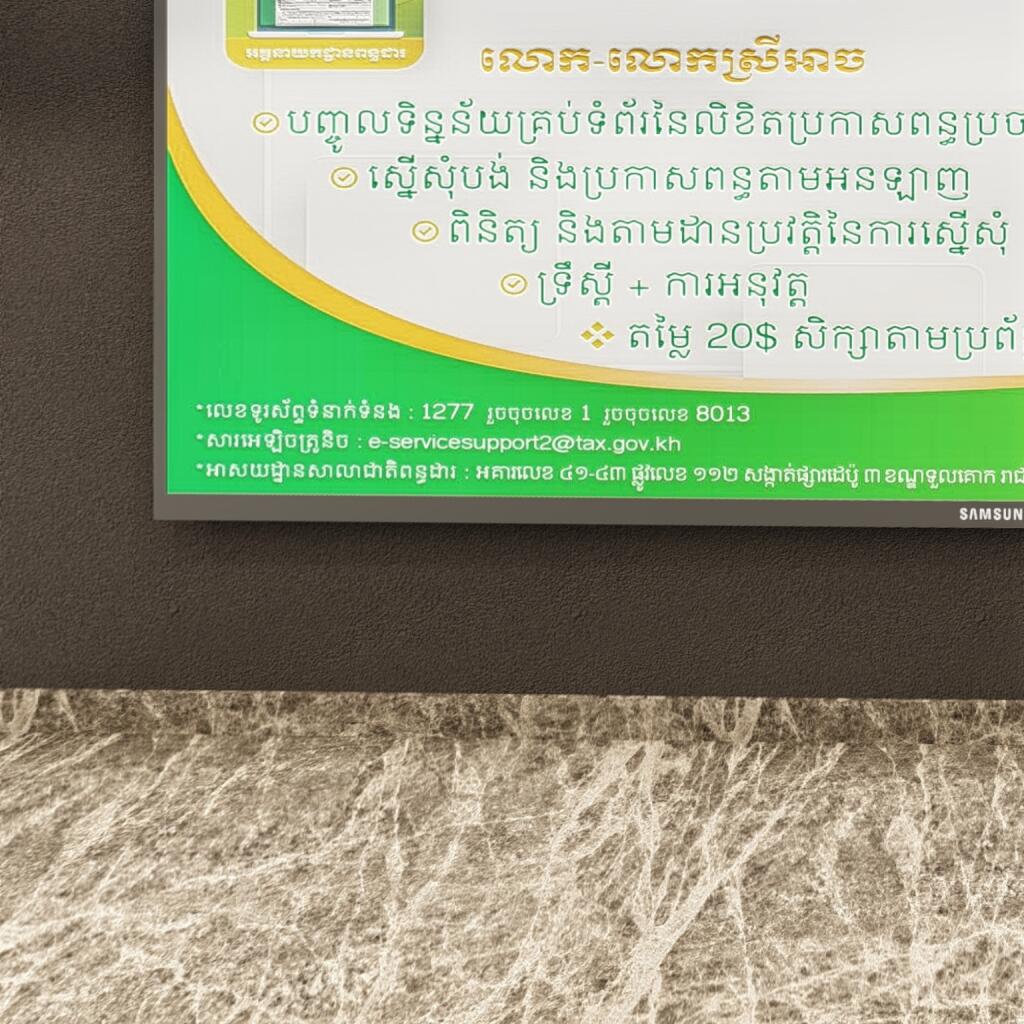 អគ្គនាយកដ្ឋានពន្ធដារ
លោក-លោកស្រីអាច
បញ្ចូលទិន្នន័យគ្រប់ទំព័រនៃលិខិតប្រកាសពន្ធប្រចា
ស្នើសុំបង់ និងប្រកាសពន្ធតាមអនឡាញ
ពិនិត្យ និងតាមដានប្រវត្តិនៃការស្នើសុំ
ទ្រឹស្តី + ការអនុវត្ត
តម្លៃ 20$ សិក្សាតាមប្រព័
*លេខទូរស័ព្ទទំនាក់ទំនង : 1277 រួចចុចលេខ 1 រួចចុចលេខ 8013
*សារអេឡិចត្រូនិច : e-servicesupport2@tax.gov.kh
*អាសយដ្ឋានសាលាជាតិពន្ធដារ : អគារលេខ ៤១-៤៣ ផ្លូវលេខ ១១២ សង្កាត់ផ្សារដេប៉ូ ៣ ខណ្ឌទួលគោក រាជ
SAMSUN